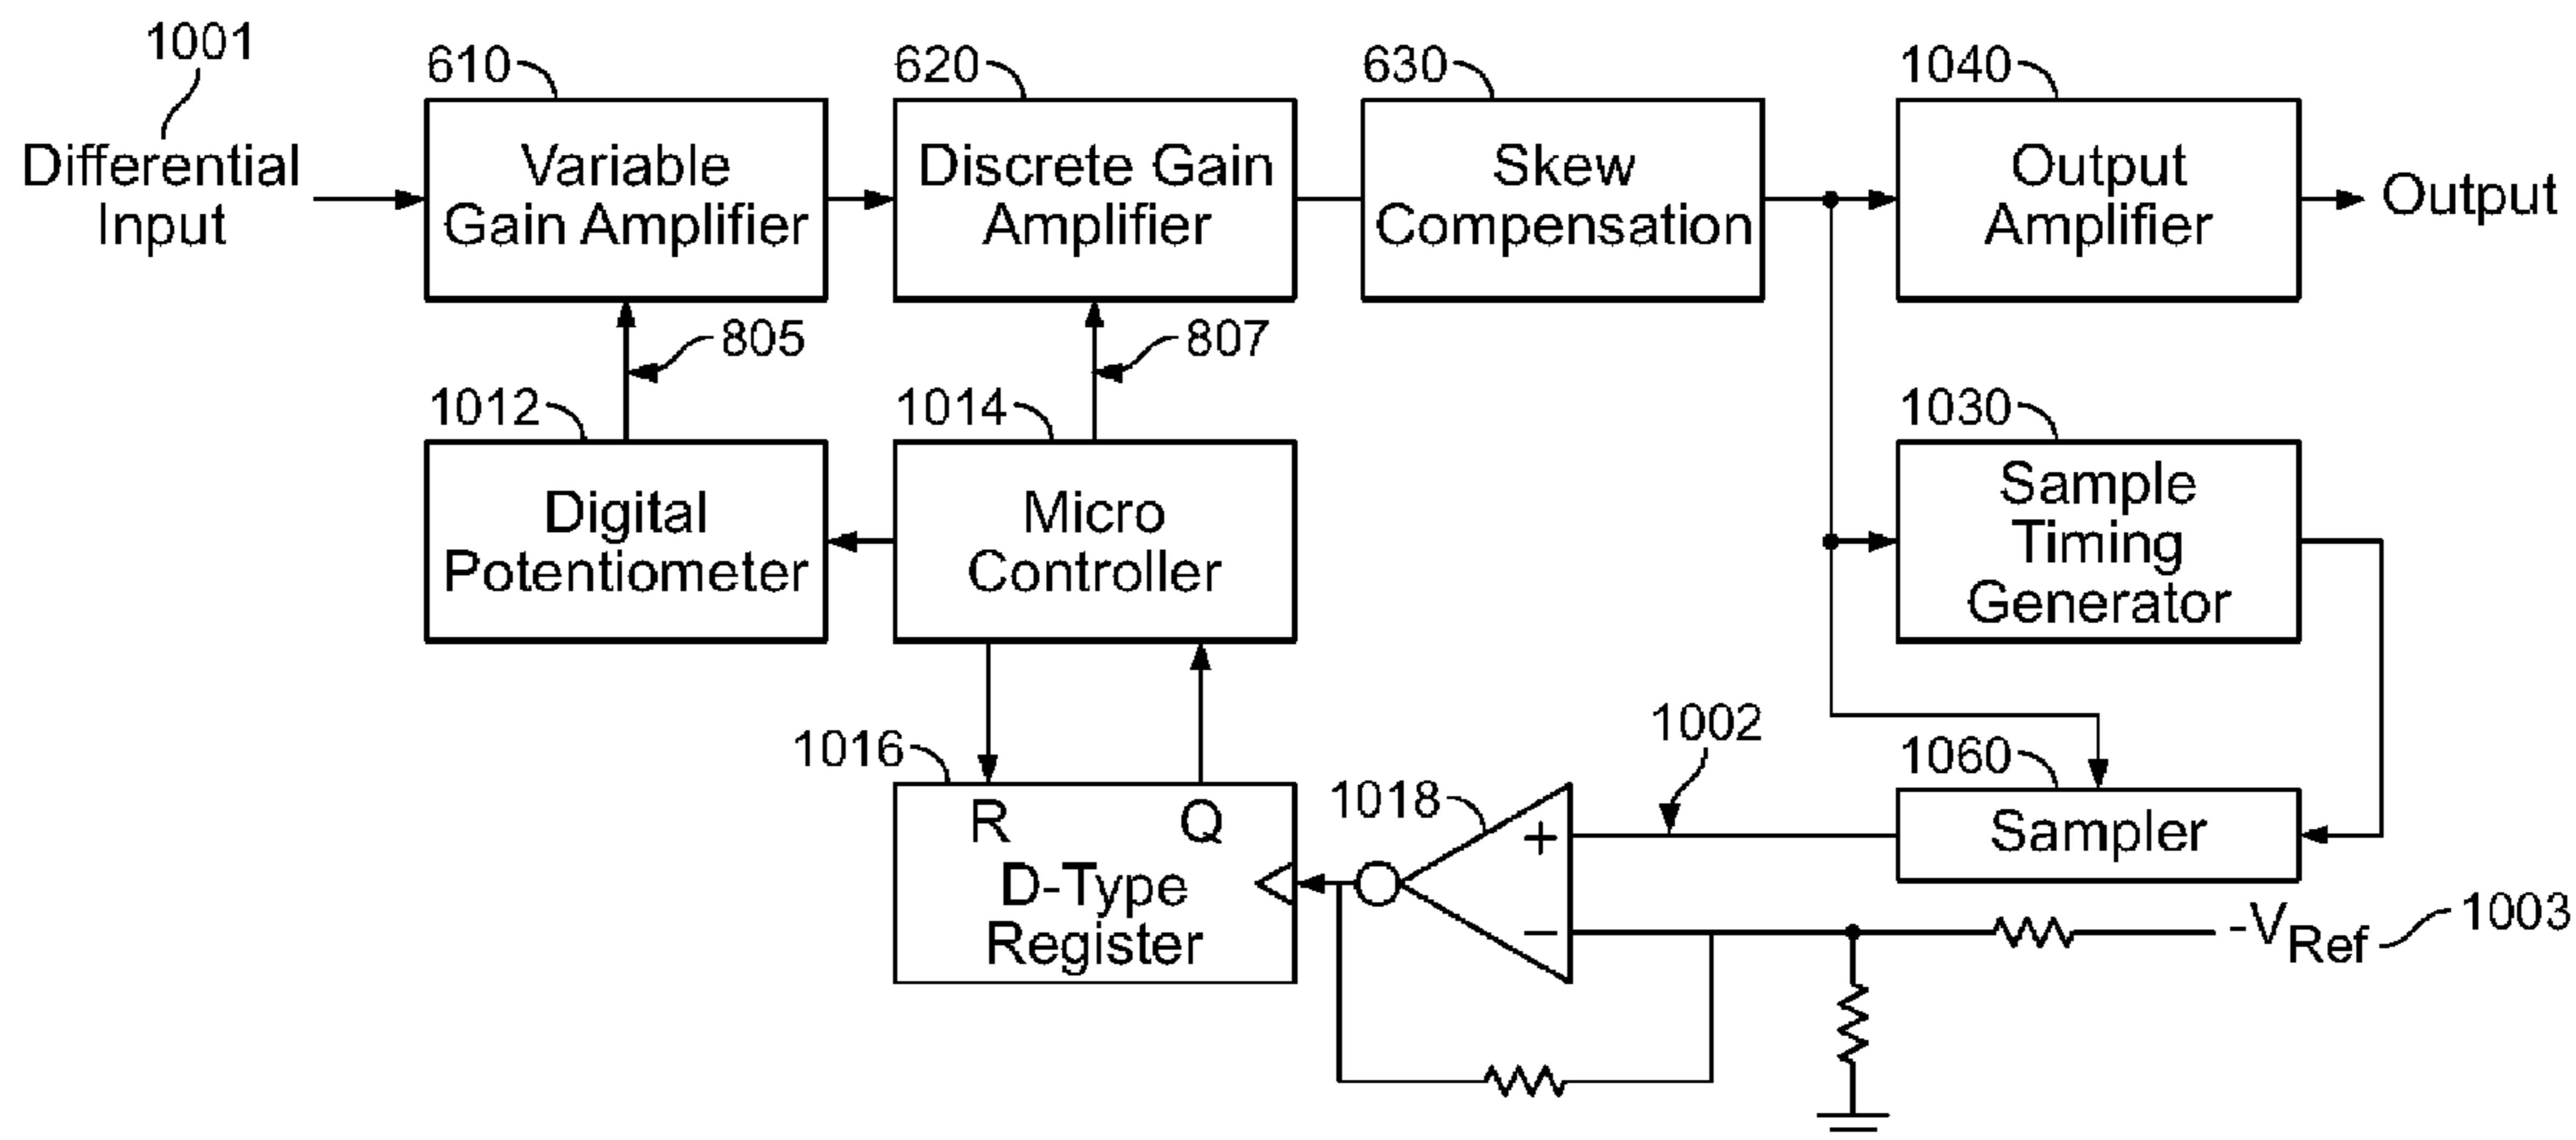 1001
610
620
630
1040
Differential
Input
Variable
Gain Amplifier
Discrete Gain
Amplifier
Skew
Compensation
Output
Amplifier
Output
805
807
1012
1014
1030
Digital
Potentiometer
Micro
Controller
Sample
Timing
Generator
1016
1002
1060
1018
R
Q
+
Sampler
D-Type
Register
−
-VRef
1003